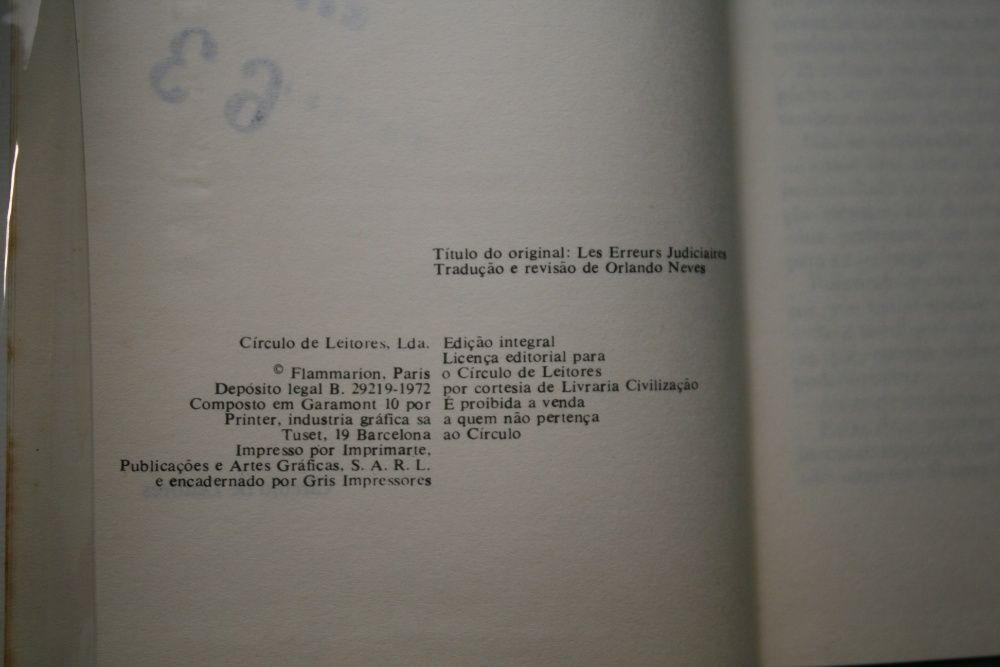 Título do original: Les Erreurs Judiciaires
Tradução e revisão de Orlando Neves
Círculo de Leitores, Lda.
© Flammarion, Paris
Depósito legal B. 29219-1972
Composto em Garamont 10 por
Printer, industria gráfica sa
Tuset, 19 Barcelona
Impresso por Imprimarte,
Publicações e Artes Gráficas, S. A. R. L.
e encadernado por Gris Impressores
Edição integral
Licença editorial para
o Círculo de Leitores
por cortesia de Livraria Civilização
É proibida a venda
a quem não pertença
ao Círculo